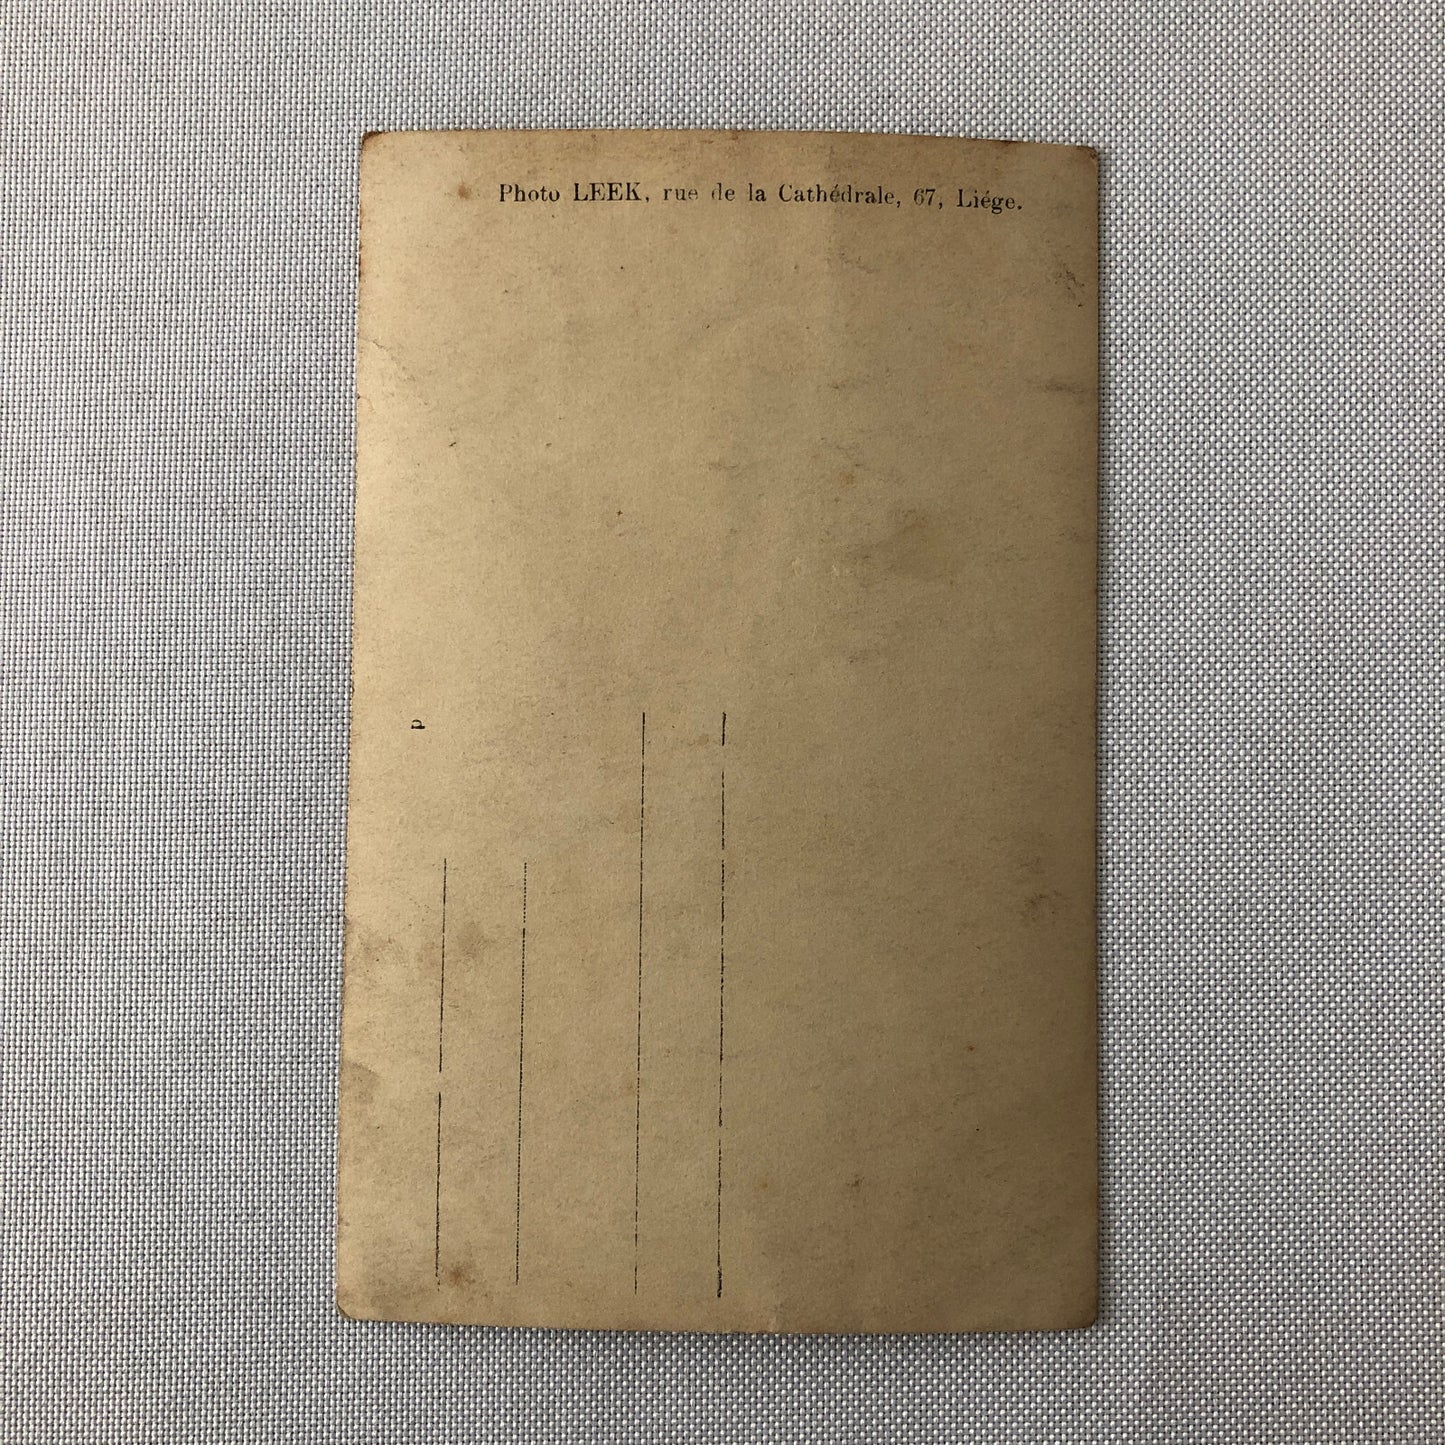 Photo LEEK, rue de la Cathédrale, 67, Liége.